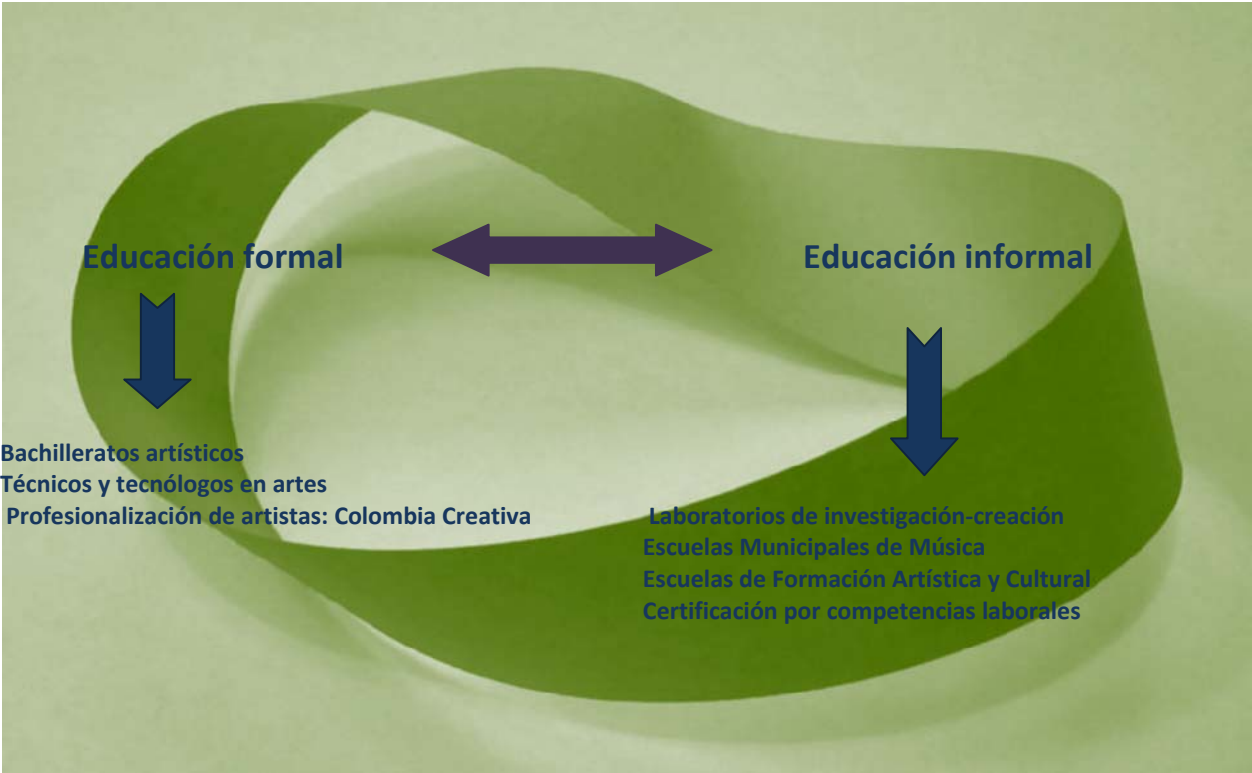 Educación formal
Educación informal
Bachilleratos artísticos
Técnicos y tecnólogos en artes
Profesionalización de artistas: Colombia Creativa
Laboratorios de investigación-creación
Escuelas Municipales de Música
Escuelas de Formación Artística y Cultural
Certificación por competencias laborales